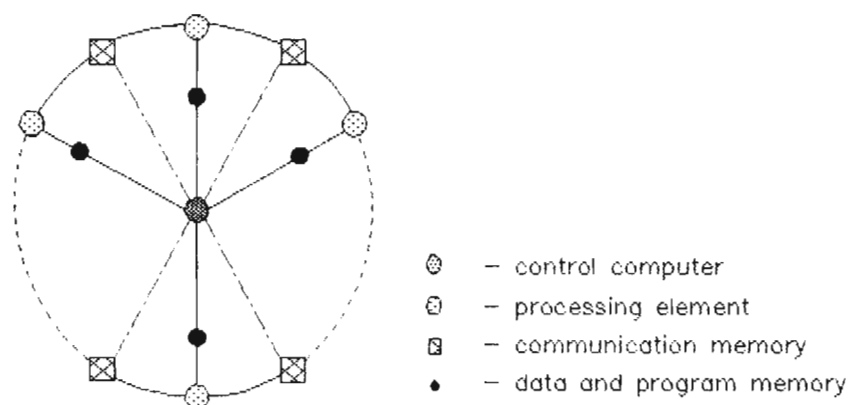 – control computer
– processing element
– communication memory
– data and program memory